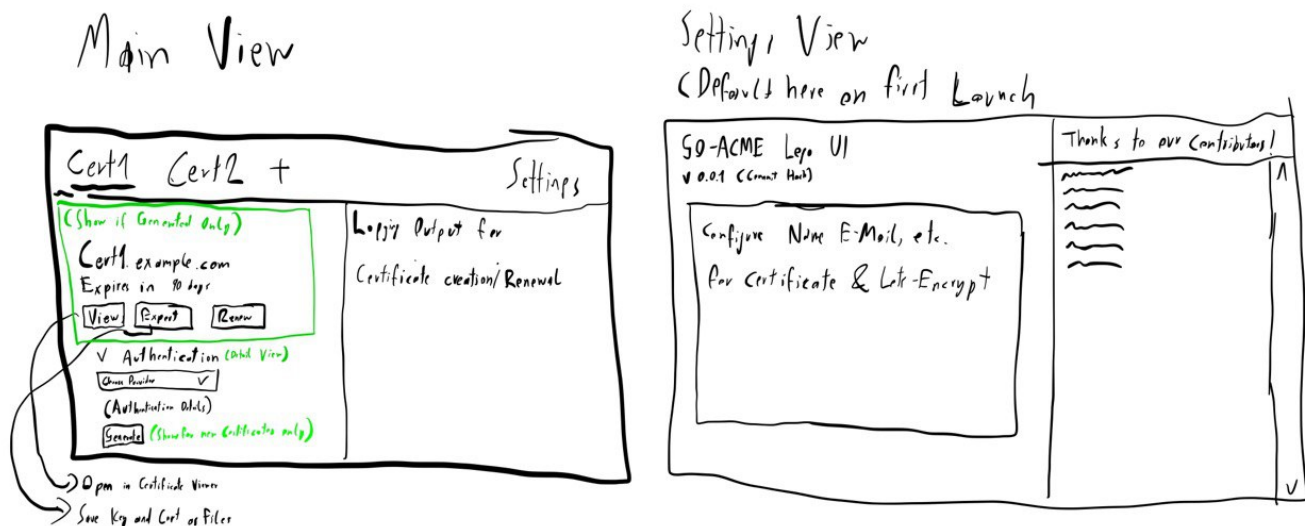 Main View
Cert1 Cert2 + Settings
(Show if Generated Only)
Cert1.example.com
Expires in 90 days
View Export Renew
✓ Authentication (Detail View)
Choose Provider ✓
(Authentication Details)
Generate (Show for new Certificates only)
Open in Certificate Viewer
Save Key and Cert as Files
Logging Output for
Certificate creation/Renewal
Settings View
(Default here on first Launch
GO-ACME Lego UI
v 0.0.1 (Commit Hash)
Configure Name E-Mail, etc.
for Certificate & Lets-Encrypt
Thanks to our Contributors!